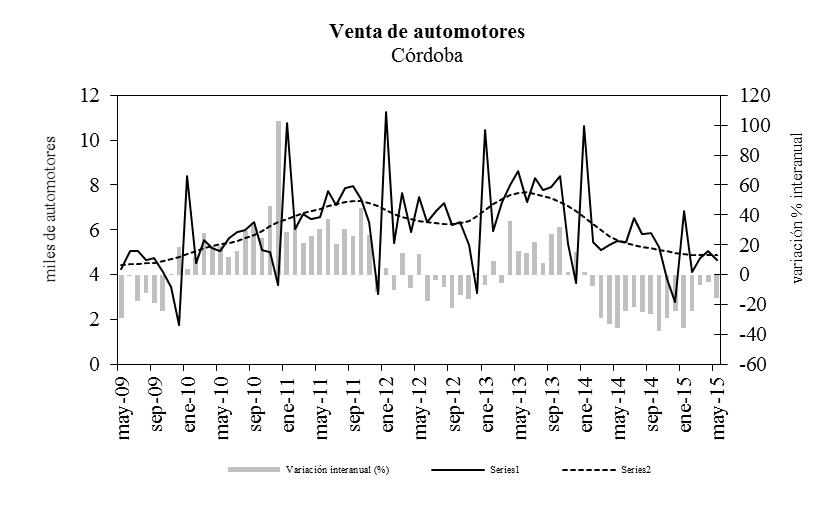 Venta de automotores
Córdoba
miles de automotores
12
10
8
6
4
2
0
120
100
80
60
40
20
0
-20
-40
-60
variación % interanual
may-09
sep-09
ene-10
may-10
sep-10
ene-11
may-11
sep-11
ene-12
may-12
sep-12
ene-13
may-13
sep-13
ene-14
may-14
sep-14
ene-15
may-15
Variación interanual (%) Series1 Series2